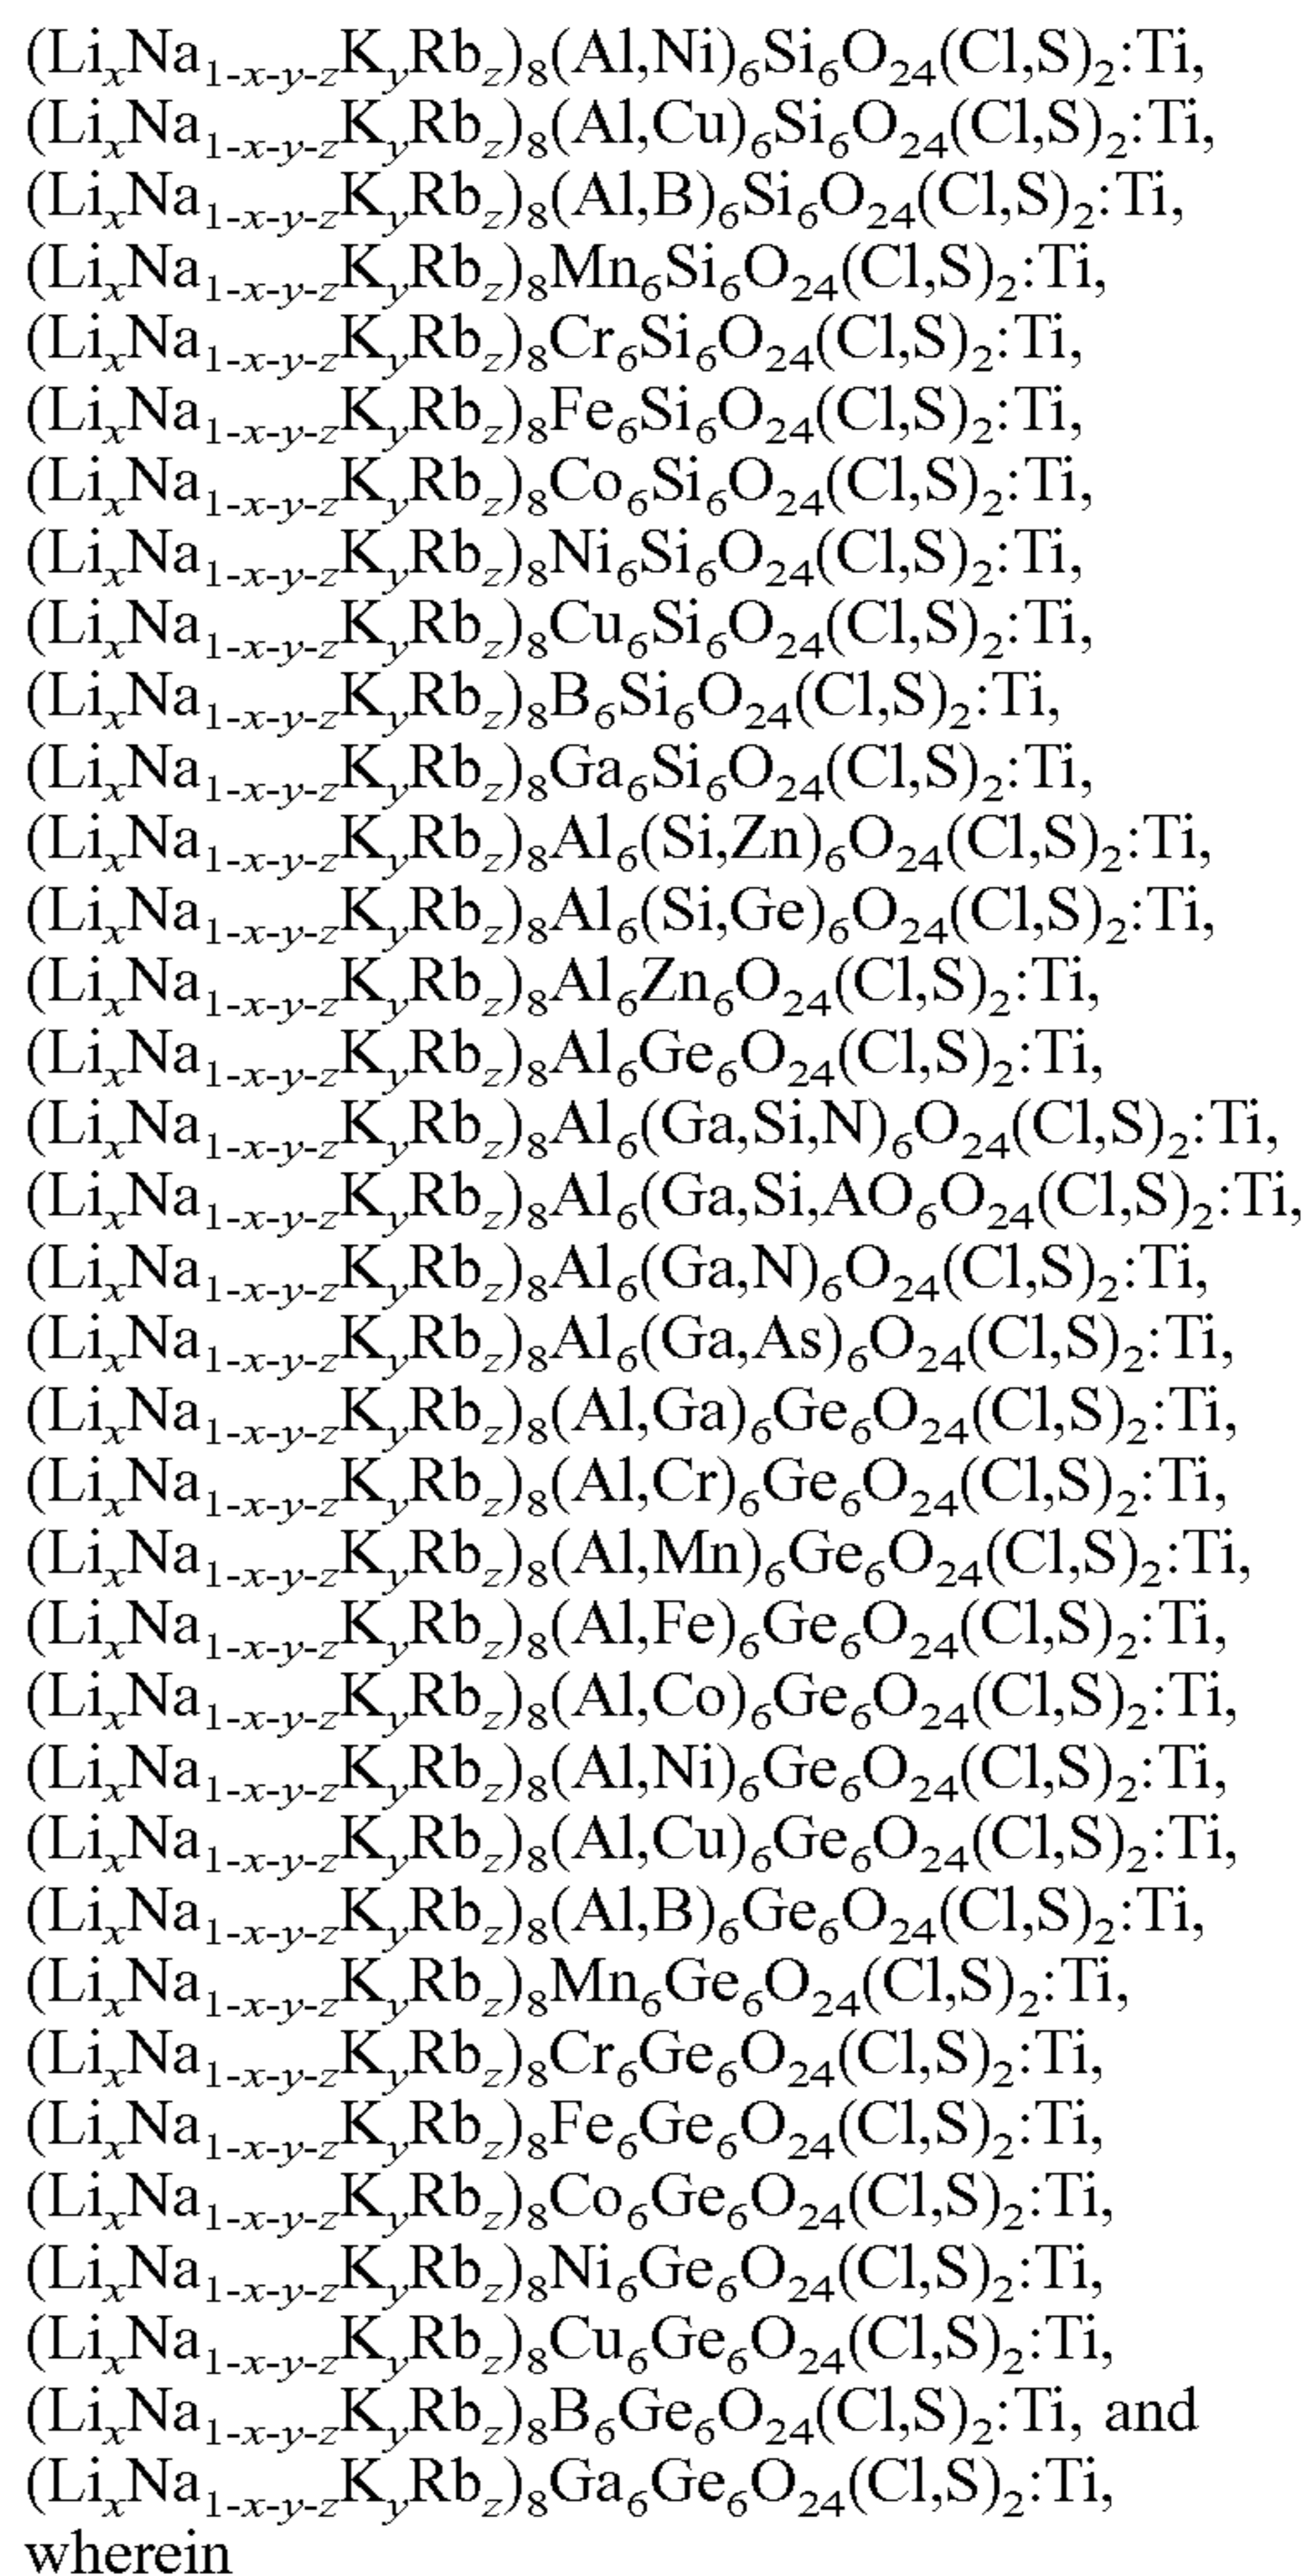 (LiₓNa₁₋ₓ₋y₋zKyRbz)₈(Al,Ni)₆Si₆O₂₄(Cl,S)₂:Ti,
(LiₓNa₁₋ₓ₋y₋zKyRbz)₈(Al,Cu)₆Si₆O₂₄(Cl,S)₂:Ti,
(LiₓNa₁₋ₓ₋y₋zKyRbz)₈(Al,B)₆Si₆O₂₄(Cl,S)₂:Ti,
(LiₓNa₁₋ₓ₋y₋zKyRbz)₈Mn₆Si₆O₂₄(Cl,S)₂:Ti,
(LiₓNa₁₋ₓ₋y₋zKyRbz)₈Cr₆Si₆O₂₄(Cl,S)₂:Ti,
(LiₓNa₁₋ₓ₋y₋zKyRbz)₈Fe₆Si₆O₂₄(Cl,S)₂:Ti,
(LiₓNa₁₋ₓ₋y₋zKyRbz)₈Co₆Si₆O₂₄(Cl,S)₂:Ti,
(LiₓNa₁₋ₓ₋y₋zKyRbz)₈Ni₆Si₆O₂₄(Cl,S)₂:Ti,
(LiₓNa₁₋ₓ₋y₋zKyRbz)₈Cu₆Si₆O₂₄(Cl,S)₂:Ti,
(LiₓNa₁₋ₓ₋y₋zKyRbz)₈B₆Si₆O₂₄(Cl,S)₂:Ti,
(LiₓNa₁₋ₓ₋y₋zKyRbz)₈Ga₆Si₆O₂₄(Cl,S)₂:Ti,
(LiₓNa₁₋ₓ₋y₋zKyRbz)₈Al₆(Si,Zn)₆O₂₄(Cl,S)₂:Ti,
(LiₓNa₁₋ₓ₋y₋zKyRbz)₈Al₆(Si,Ge)₆O₂₄(Cl,S)₂:Ti,
(LiₓNa₁₋ₓ₋y₋zKyRbz)₈Al₆Zn₆O₂₄(Cl,S)₂:Ti,
(LiₓNa₁₋ₓ₋y₋zKyRbz)₈Al₆Ge₆O₂₄(Cl,S)₂:Ti,
(LiₓNa₁₋ₓ₋y₋zKyRbz)₈Al₆(Ga,Si,N)₆O₂₄(Cl,S)₂:Ti,
(LiₓNa₁₋ₓ₋y₋zKyRbz)₈Al₆(Ga,Si,AO₆O₂₄(Cl,S)₂:Ti,
(LiₓNa₁₋ₓ₋y₋zKyRbz)₈Al₆(Ga,N)₆O₂₄(Cl,S)₂:Ti,
(LiₓNa₁₋ₓ₋y₋zKyRbz)₈Al₆(Ga,As)₆O₂₄(Cl,S)₂:Ti,
(LiₓNa₁₋ₓ₋y₋zKyRbz)₈(Al,Ga)₆Ge₆O₂₄(Cl,S)₂:Ti,
(LiₓNa₁₋ₓ₋y₋zKyRbz)₈(Al,Cr)₆Ge₆O₂₄(Cl,S)₂:Ti,
(LiₓNa₁₋ₓ₋y₋zKyRbz)₈(Al,Mn)₆Ge₆O₂₄(Cl,S)₂:Ti,
(LiₓNa₁₋ₓ₋y₋zKyRbz)₈(Al,Fe)₆Ge₆O₂₄(Cl,S)₂:Ti,
(LiₓNa₁₋ₓ₋y₋zKyRbz)₈(Al,Co)₆Ge₆O₂₄(Cl,S)₂:Ti,
(LiₓNa₁₋ₓ₋y₋zKyRbz)₈(Al,Ni)₆Ge₆O₂₄(Cl,S)₂:Ti,
(LiₓNa₁₋ₓ₋y₋zKyRbz)₈(Al,Cu)₆Ge₆O₂₄(Cl,S)₂:Ti,
(LiₓNa₁₋ₓ₋y₋zKyRbz)₈(Al,B)₆Ge₆O₂₄(Cl,S)₂:Ti,
(LiₓNa₁₋ₓ₋y₋zKyRbz)₈Mn₆Ge₆O₂₄(Cl,S)₂:Ti,
(LiₓNa₁₋ₓ₋y₋zKyRbz)₈Cr₆Ge₆O₂₄(Cl,S)₂:Ti,
(LiₓNa₁₋ₓ₋y₋zKyRbz)₈Fe₆Ge₆O₂₄(Cl,S)₂:Ti,
(LiₓNa₁₋ₓ₋y₋zKyRbz)₈Co₆Ge₆O₂₄(Cl,S)₂:Ti,
(LiₓNa₁₋ₓ₋y₋zKyRbz)₈Ni₆Ge₆O₂₄(Cl,S)₂:Ti,
(LiₓNa₁₋ₓ₋y₋zKyRbz)₈Cu₆Ge₆O₂₄(Cl,S)₂:Ti,
(LiₓNa₁₋ₓ₋y₋zKyRbz)₈B₆Ge₆O₂₄(Cl,S)₂:Ti, and
(LiₓNa₁₋ₓ₋y₋zKyRbz)₈Ga₆Ge₆O₂₄(Cl,S)₂:Ti,
wherein